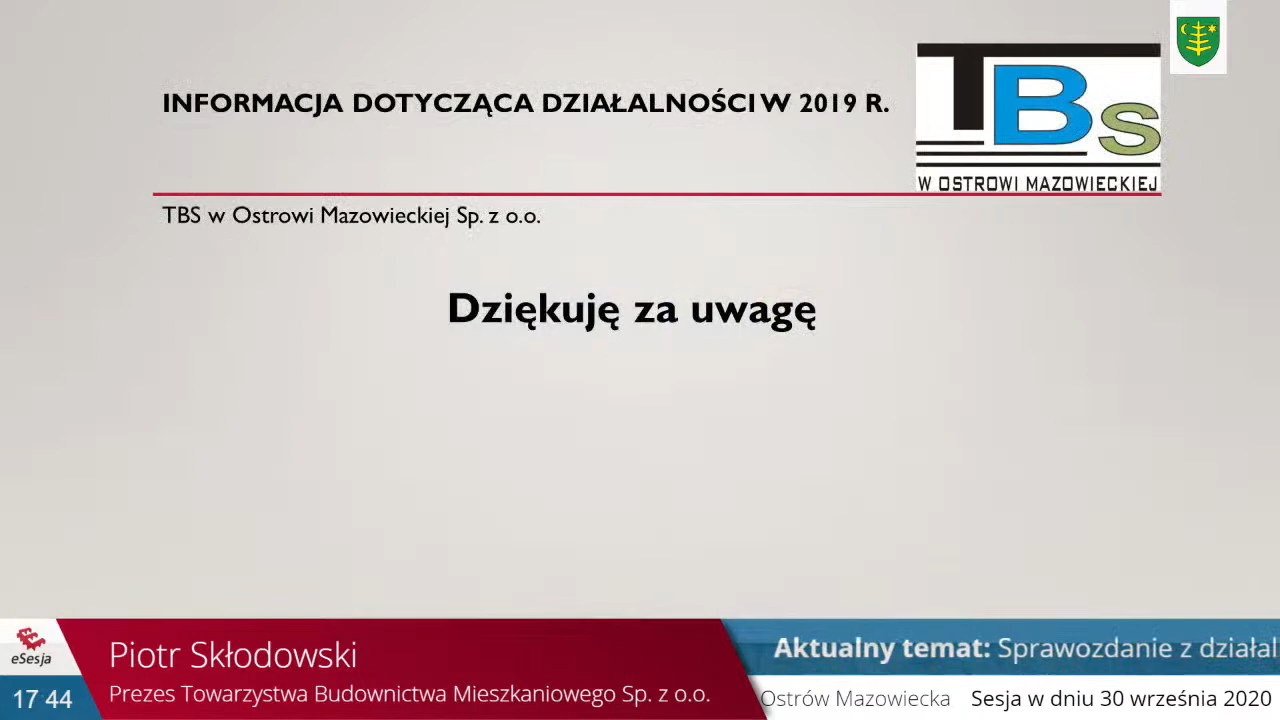 INFORMACJA DOTYCZĄCA DZIAŁALNOŚCI W 2019 R.
TBS
W OSTROWI MAZOWIECKIEJ
TBS w Ostrowi Mazowieckiej Sp. z o.o.
Dziękuję za uwagę
eSesja
17 44
Piotr Skłodowski
Prezes Towarzystwa Budownictwa Mieszkaniowego Sp. z o.o.
Aktualny temat: Sprawozdanie z działal
Ostrów Mazowiecka Sesja w dniu 30 września 2020